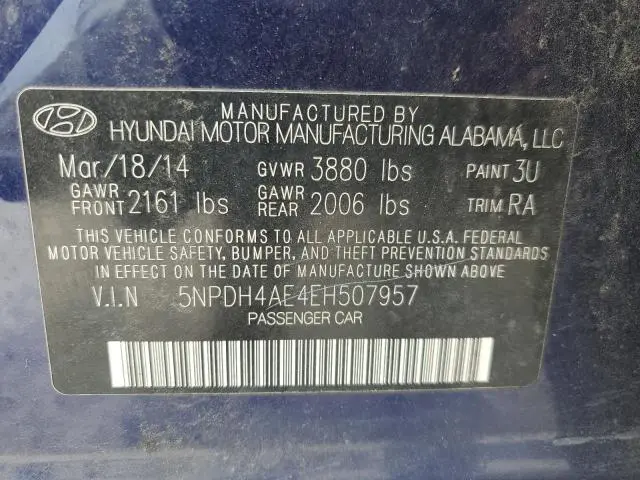 MANUFACTURED BY
HYUNDAI MOTOR MANUFACTURING ALABAMA, LLC
Mar/18/14 GVWR 3880 lbs PAINT 3U
GAWR FRONT 2161 lbs GAWR REAR 2006 lbs TRIM RA
THIS VEHICLE CONFORMS TO ALL APPLICABLE U.S.A. FEDERAL
MOTOR VEHICLE SAFETY, BUMPER, AND THEFT PREVENTION STANDARDS
IN EFFECT ON THE DATE OF MANUFACTURE SHOWN ABOVE
V.I.N 5NPDH4AE4EH507957
PASSENGER CAR